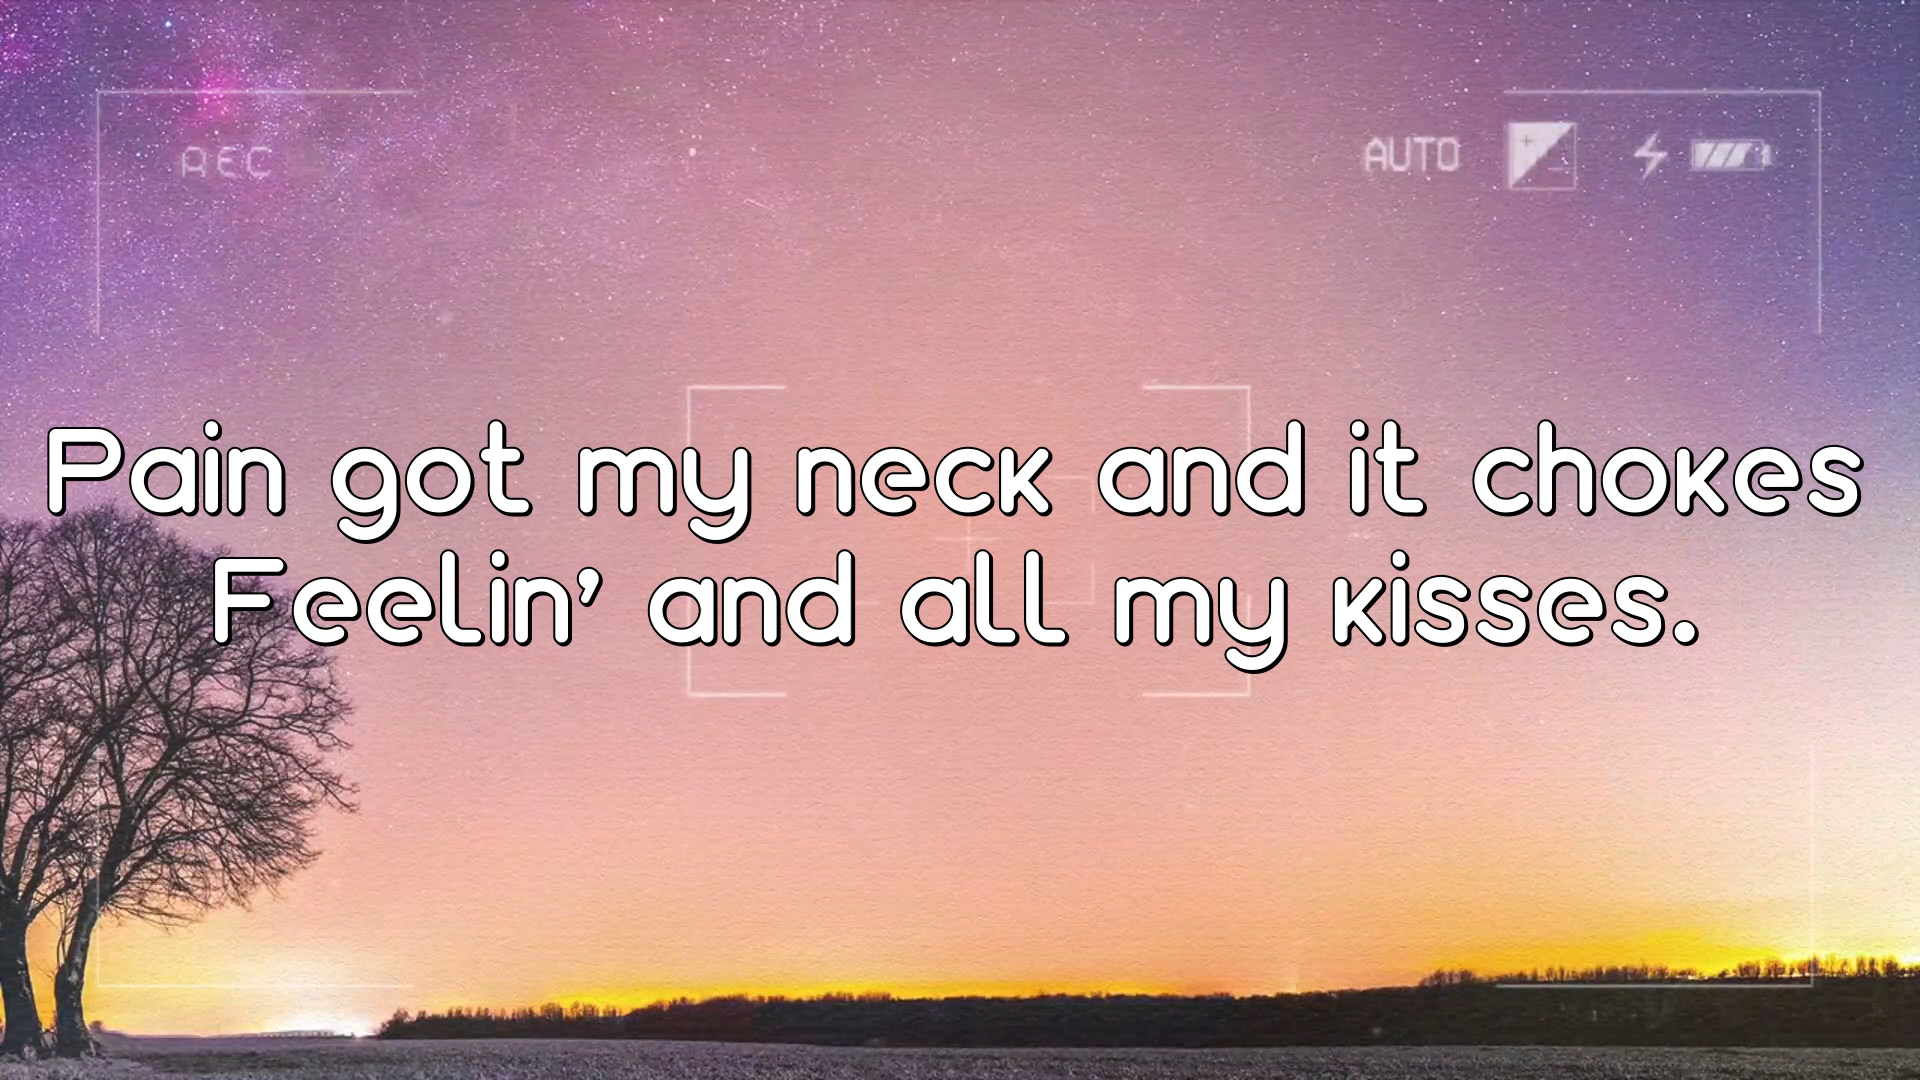 REC
AUTO
Pain got my neck and it chokes
Feelin’ and all my kisses.